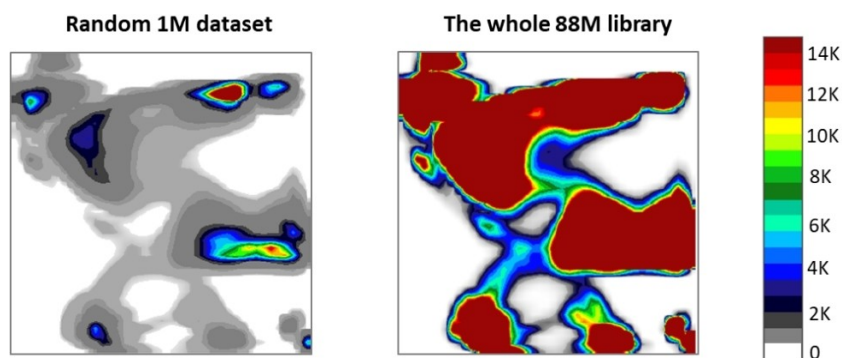 Random 1M dataset
The whole 88M library
14K
12K
10K
8K
6K
4K
2K
0